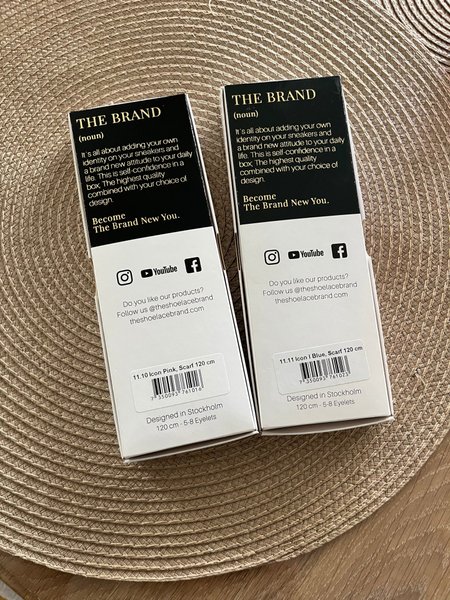 THE BRAND
(noun)
It´s all about adding your own
identity on your sneakers and
a brand new attitude to your daily
life. This is self-confidence in a
box, The highest quality
combined with your choice of
design.
Become
The Brand New You.
YouTube
Do you like our products?
Follow us @theshoelacebrand
theshoelacebrand.com
11.10 Icon Pink, Scarf 120 cm
7 350093 761016
Designed in Stockholm
120 cm - 5-8 Eyelets
THE BRAND
(noun)
It´s all about adding your own
identity on your sneakers and
a brand new attitude to your daily
life. This is self-confidence in a
box, The highest quality
combined with your choice of
design.
Become
The Brand New You.
YouTube
Do you like our products?
Follow us @theshoelacebrand
theshoelacebrand.com
11.11 Icon I Blue, Scarf 120 cm
7 350093 761023
Designed in Stockholm
120 cm - 5-8 Eyelets